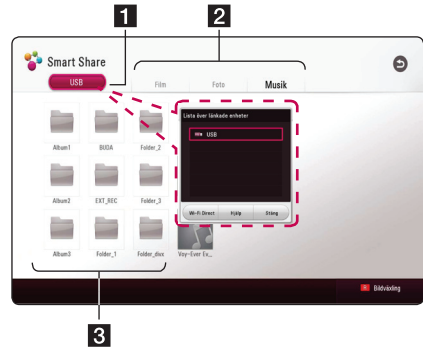 1
2
Smart Share
USB
Film
Foto
Musik
Lista över länkade enheter
USB
Album1
BUDA
Folder_2
Album2
EXT_REC
Folder_3
Wi-Fi Direct
Hjälp
Stäng
Album3
Folder_1
Folder_divx
Voy-Ever Ex...
Bildväxling
3